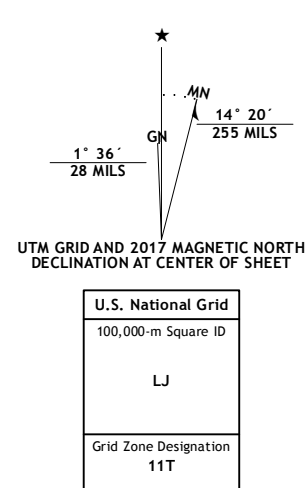 MN
GN
14° 20´
255 MILS
1° 36´
28 MILS
UTM GRID AND 2017 MAGNETIC NORTH
DECLINATION AT CENTER OF SHEET
U.S. National Grid
100,000-m Square ID
LJ
Grid Zone Designation
11T